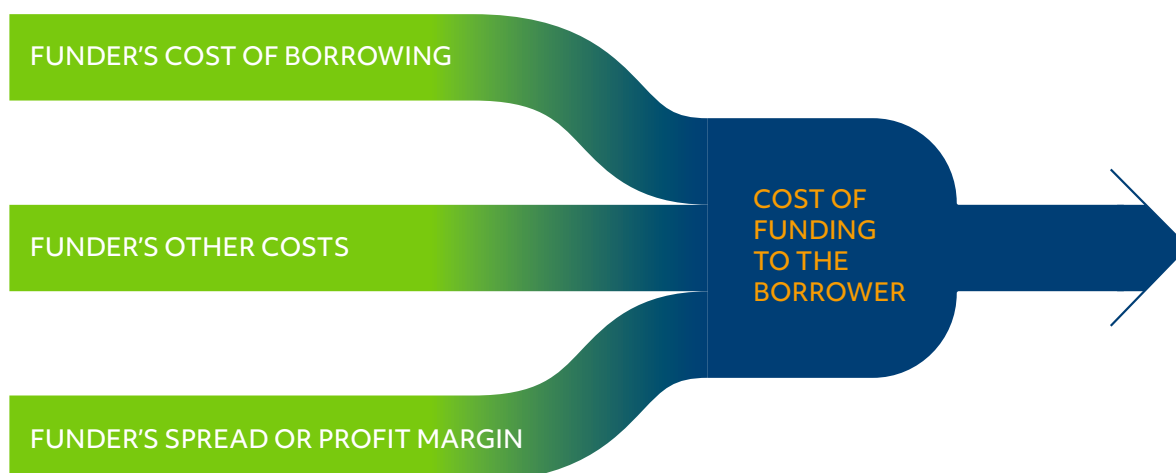 FUNDER’S COST OF BORROWING
FUNDER’S OTHER COSTS
FUNDER’S SPREAD OR PROFIT MARGIN
COST OF
FUNDING
TO THE
BORROWER